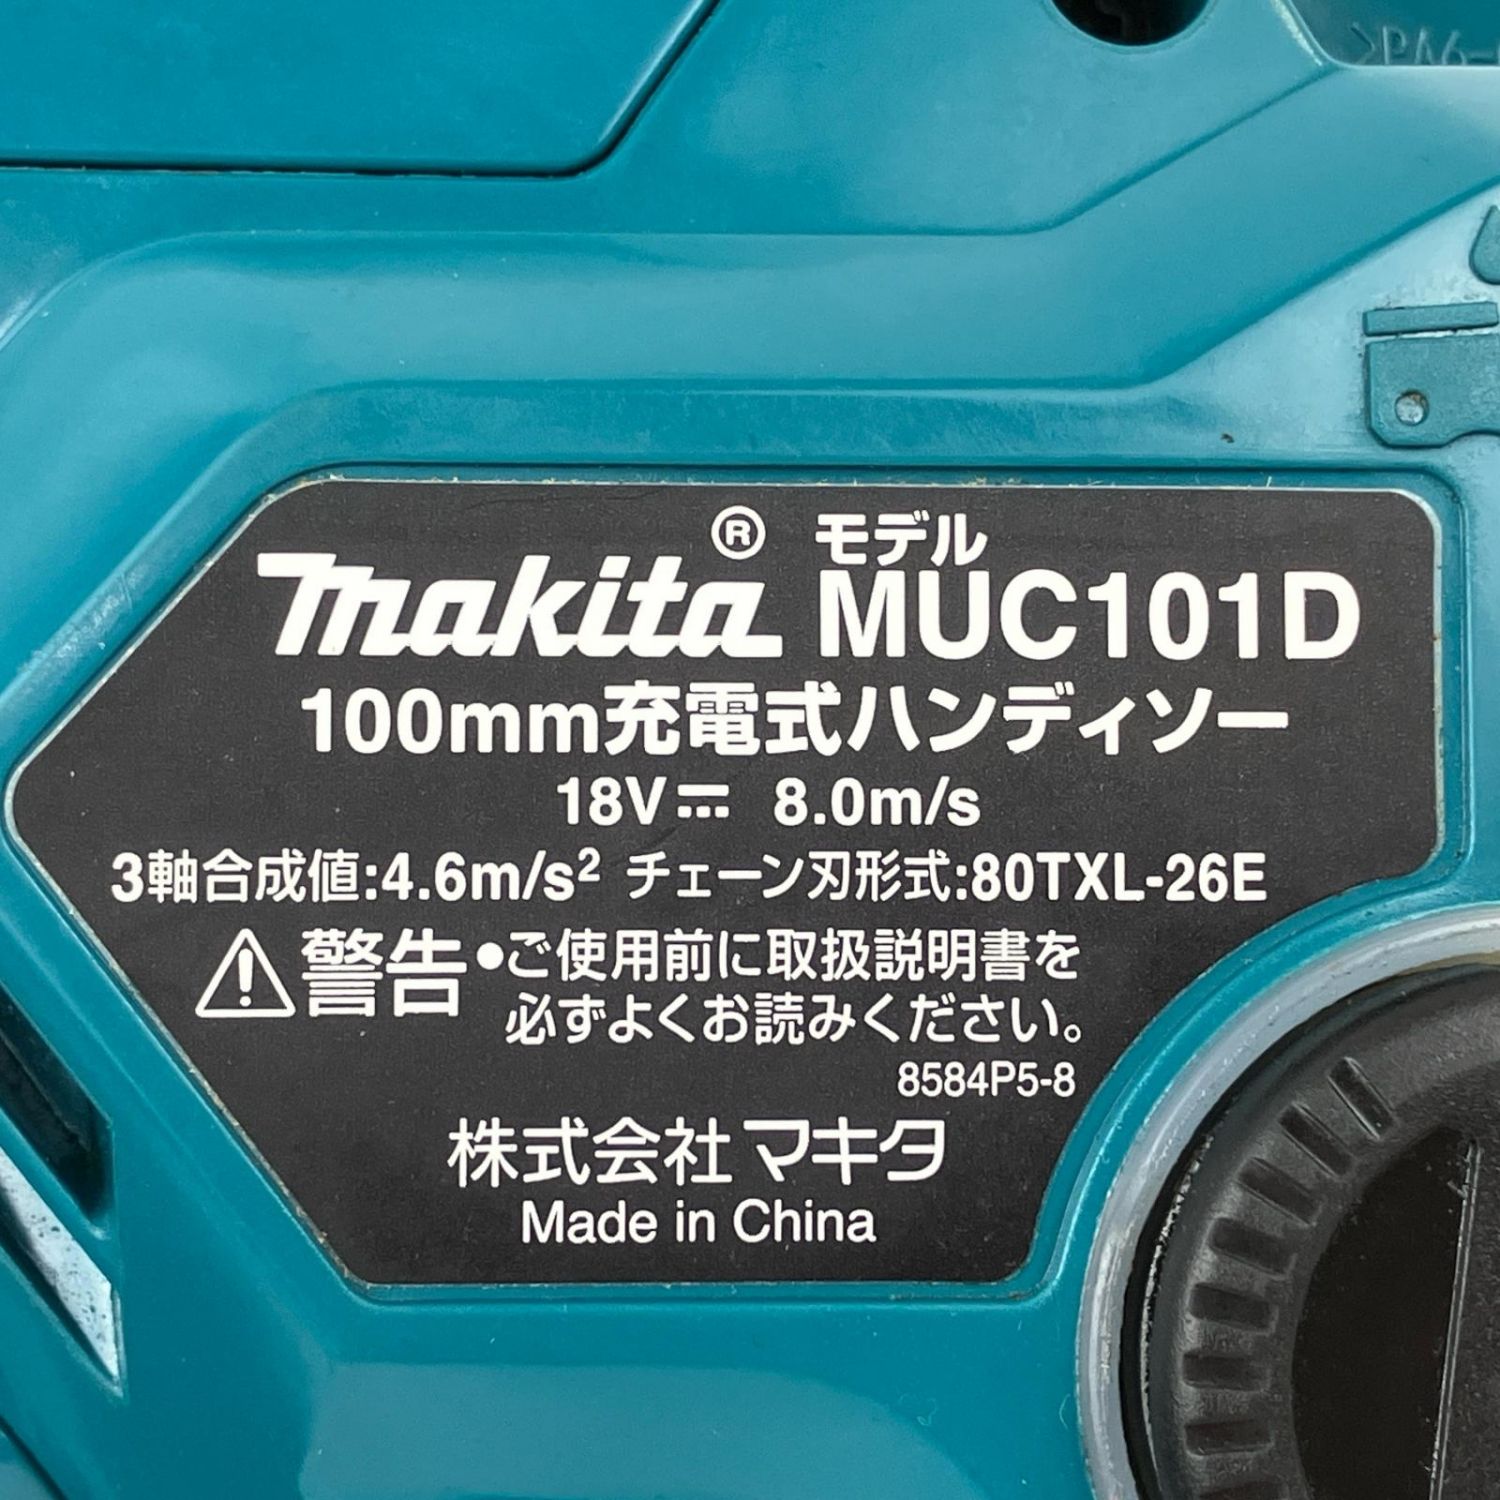 >PA6-
makita® モデル MUC101D
100mm充電式ハンディソー
18V⎓ 8.0m/s
3軸合成値:4.6m/s² チェーン刃形式:80TXL-26E
⚠警告 •ご使用前に取扱説明書を
必ずよくお読みください。
8584P5-8
株式会社マキタ
Made in China